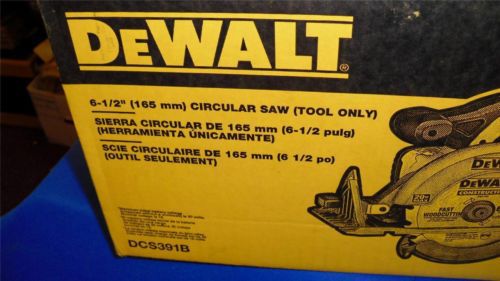 DEWALT®
6-1/2" (165 mm) CIRCULAR SAW (TOOL ONLY)
SIERRA CIRCULAR DE 165 mm (6-1/2 pulg)
(HERRAMIENTA ÚNICAMENTE)
SCIE CIRCULAIRE DE 165 mm (6 1/2 po)
(OUTIL SEULEMENT)
DCS391B
DEWALT
CONSTRUCTION
FAST
WOODCUTTING